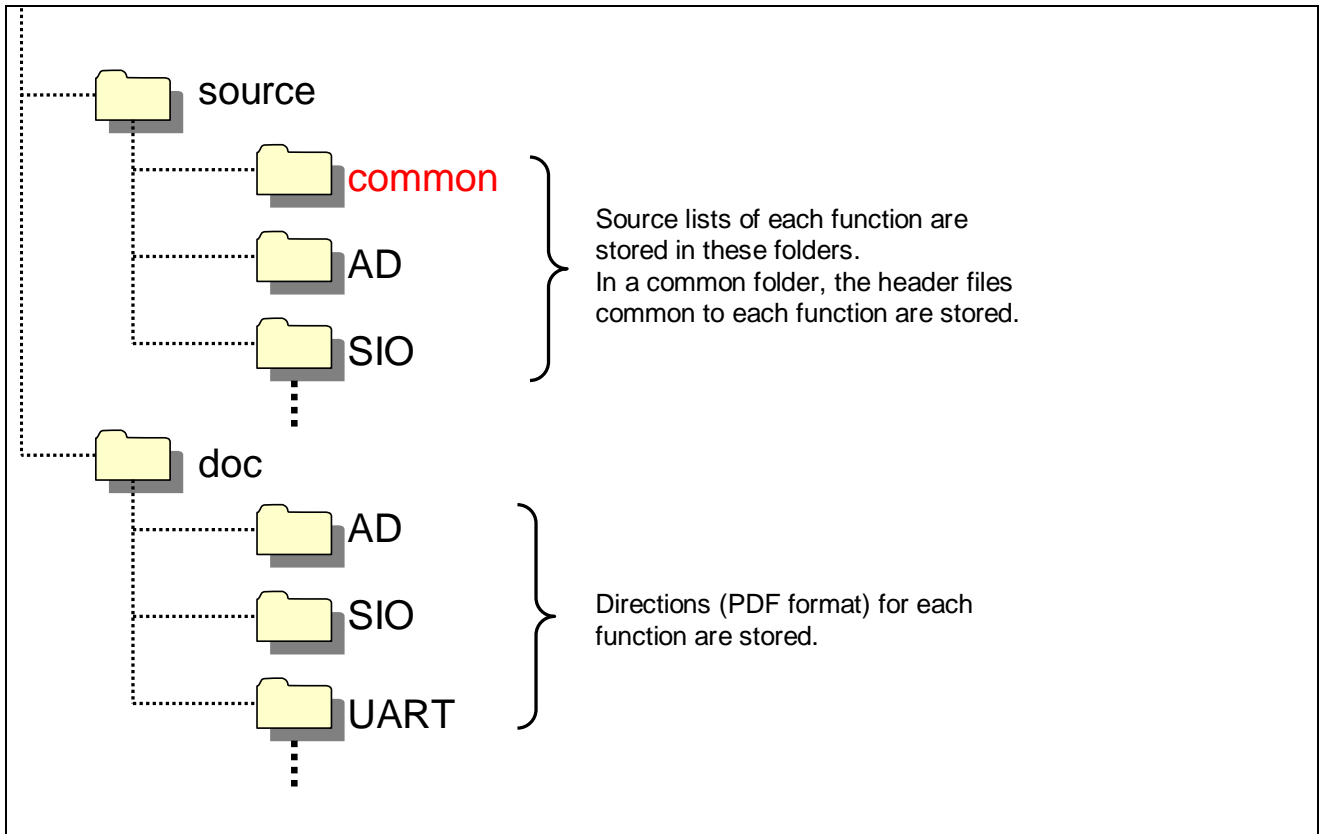 source
common
AD
SIO
Source lists of each function are
stored in these folders.
In a common folder, the header files
common to each function are stored.
doc
AD
SIO
UART
Directions (PDF format) for each
function are stored.